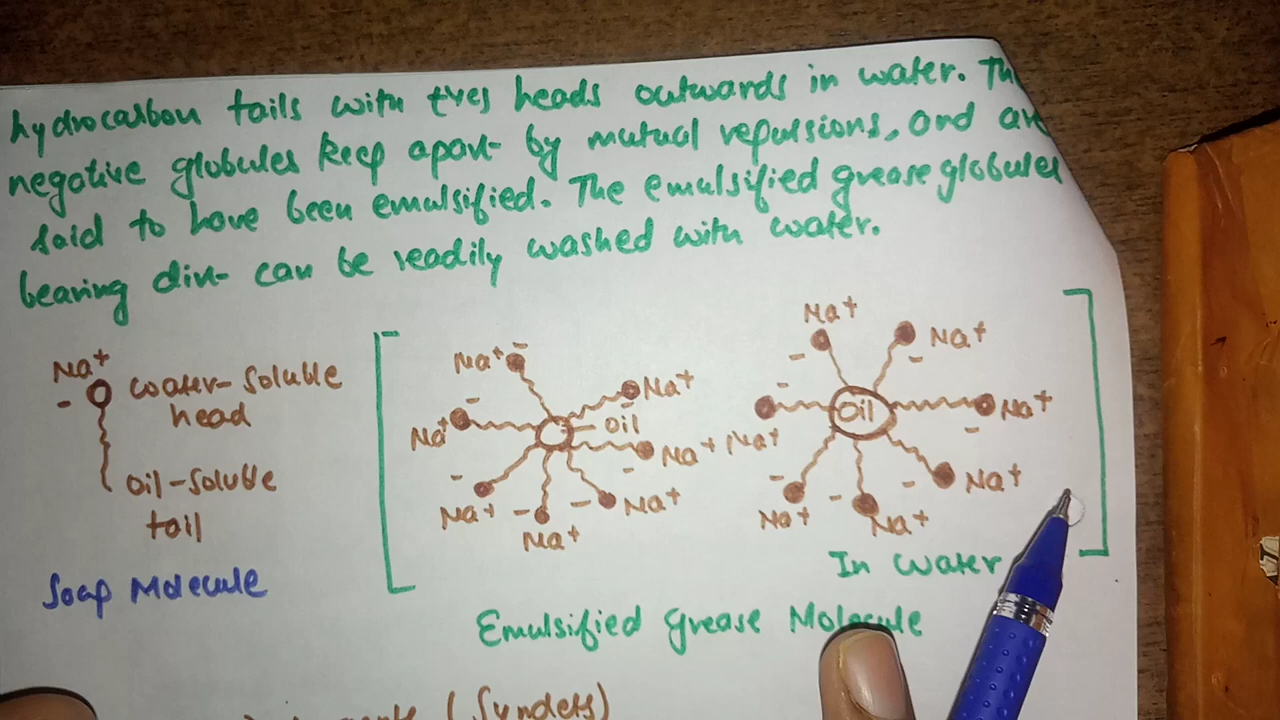 hydrocarbon tails with heads outwards in water. The
negative globules keep apart by mutual repulsions, and are
said to have been emulsified. The emulsified grease globules
bearing dirt can be readily washed with water.
Na+
-
water-soluble
head
oil-soluble
tail
Soap Molecule
Na+ -
Na+ -
Na+ -
Na+ -
Na+ -
Na+ -
Na+ -
Oil
Na+ -
Na+ -
Na+ -
Na+ -
Na+ -
Na+ -
Na+ -
Oil
In water
Emulsified Grease Molecule
(Syndets)